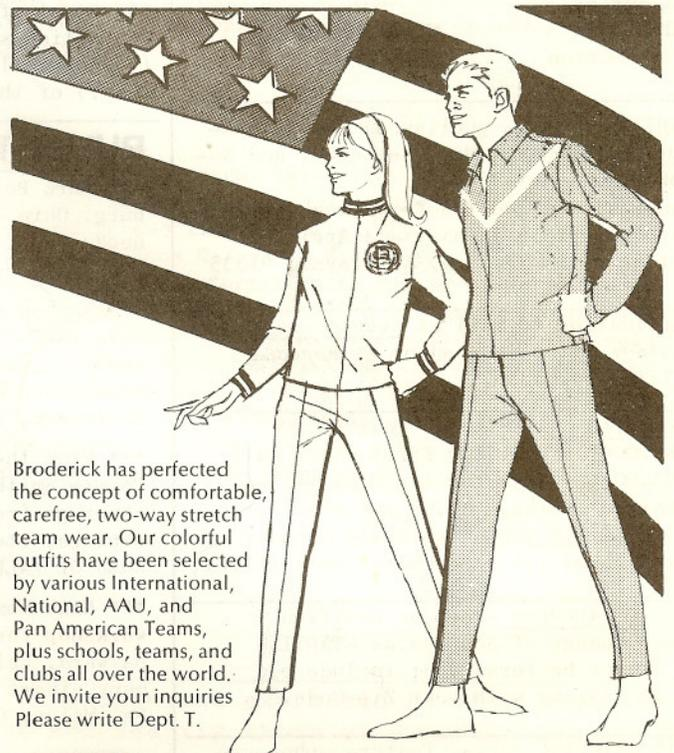 Broderick has perfected
the concept of comfortable,
carefree, two-way stretch
team wear. Our colorful
outfits have been selected
by various International,
National, AAU, and
Pan American Teams,
plus schools, teams, and
clubs all over the world.
We invite your inquiries
Please write Dept. T.